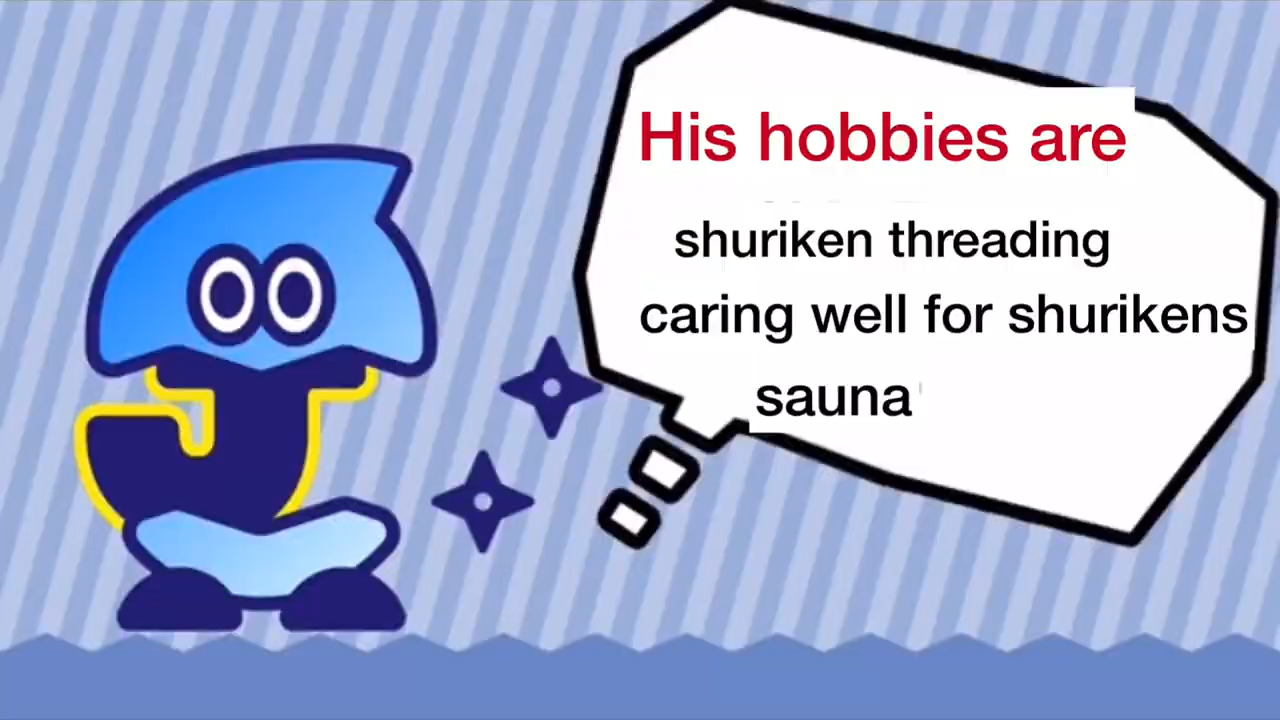 His hobbies are
shuriken threading
caring well for shurikens
sauna